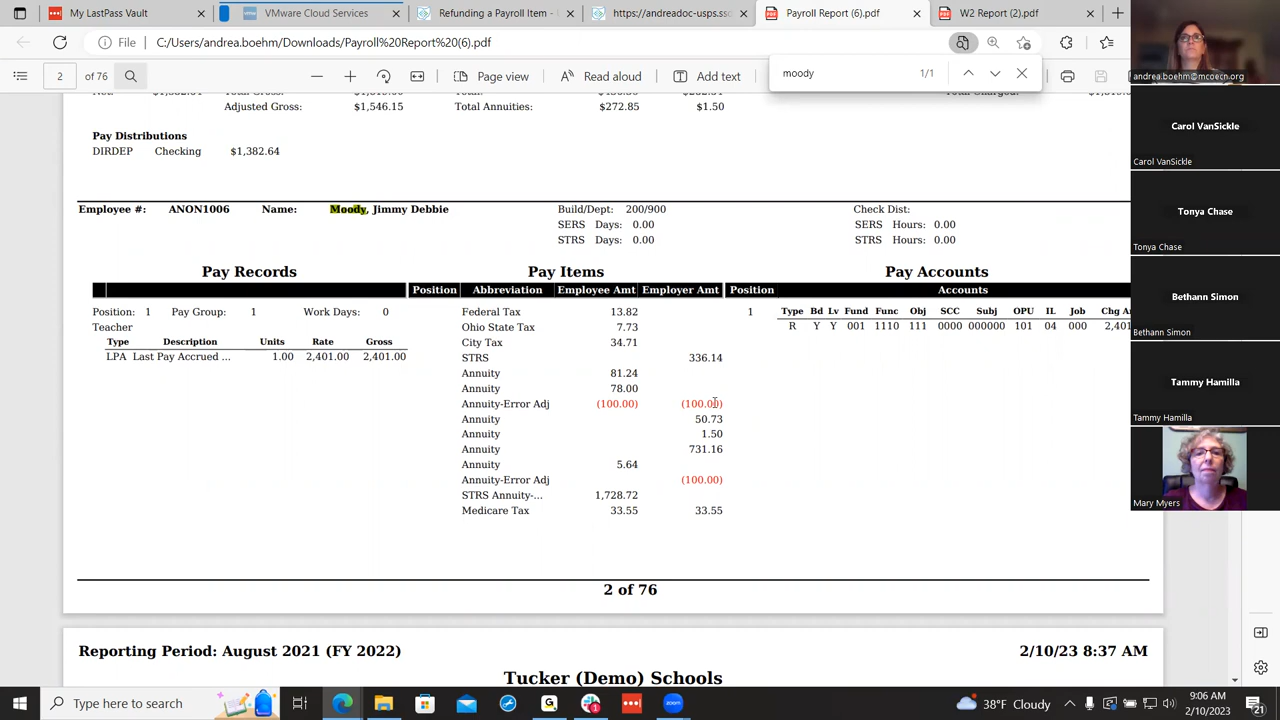 My LastPass Vault
VMware Cloud Services
Refunding a Payroll Item -
https://andreadoc-usps.ss
Payroll Report (6).pdf
W2 Report (2).pdf
File
C:/Users/andrea.boehm/Downloads/Payroll%20Report%20(6).pdf
2 of 76
Page view
Read aloud
Add text
moody 1/1
Adjusted Gross: $1,546.15 Total Annuities: $272.85 $1.50
Pay Distributions
DIRDEP Checking $1,382.64
Employee #: ANON1006 Name: Moody, Jimmy Debbie Build/Dept: 200/900 Check Dist:
SERS Days: 0.00 SERS Hours: 0.00
STRS Days: 0.00 STRS Hours: 0.00
Pay Records Pay Items Pay Accounts
Position Abbreviation Employee Amt Employer Amt Position Accounts
Position: 1 Pay Group: 1 Work Days: 0
Teacher
Type Description Units Rate Gross
LPA Last Pay Accrued ... 1.00 2,401.00 2,401.00
Federal Tax 13.82
Ohio State Tax 7.73
City Tax 34.71
STRS 336.14
Annuity 81.24
Annuity 78.00
Annuity-Error Adj (100.00) (100.00)
Annuity 50.73
Annuity 1.50
Annuity 731.16
Annuity 5.64
Annuity-Error Adj (100.00)
STRS Annuity-... 1,728.72
Medicare Tax 33.55 33.55
1 Type Bd Lv Fund Func Obj SCC Subj OPU IL Job Chg A
R Y Y 001 1110 111 0000 000000 101 04 000 2,401
2 of 76
Reporting Period: August 2021 (FY 2022) 2/10/23 8:37 AM
Tucker (Demo) Schools
andrea.boehm@mcoecn.org
Carol VanSickle
Carol VanSickle
Tonya Chase
Tonya Chase
Bethann Simon
Bethann Simon
Tammy Hamilla
Tammy Hamilla
Mary Myers
Type here to search
38°F Cloudy
9:06 AM
2/10/2023
21